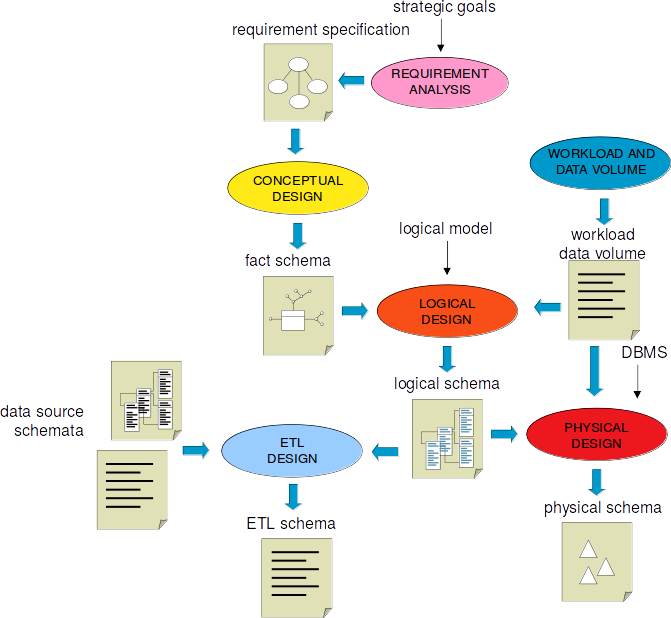 strategic goals
requirement specification
REQUIREMENT
ANALYSIS
WORKLOAD AND
DATA VOLUME
CONCEPTUAL
DESIGN
logical model
workload
data volume
fact schema
LOGICAL
DESIGN
DBMS
logical schema
data source
schemata
PHYSICAL
DESIGN
ETL
DESIGN
physical schema
ETL schema